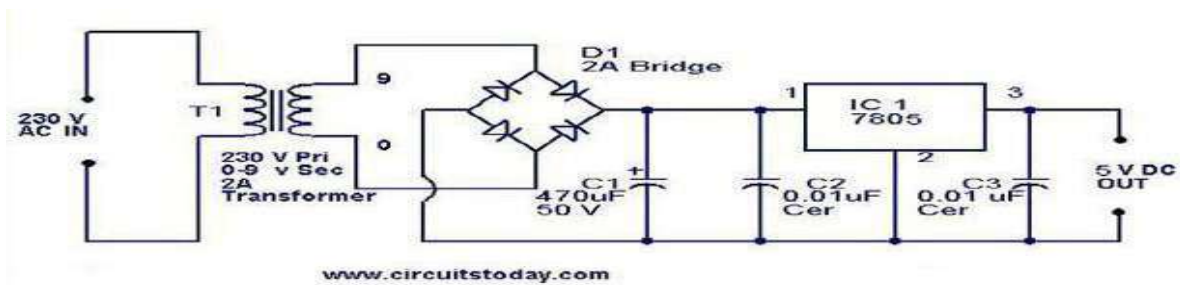 230 V
AC IN
T1
9
0
230 V Pri
0-9 v Sec
2A
Transformer
D1
2A Bridge
+
C1
470uF
50 V
C2
0.01uF
Cer
1
IC 1
7805
2
3
C3
0.01 uF
Cer
5 V DC
OUT
www.circuitstoday.com